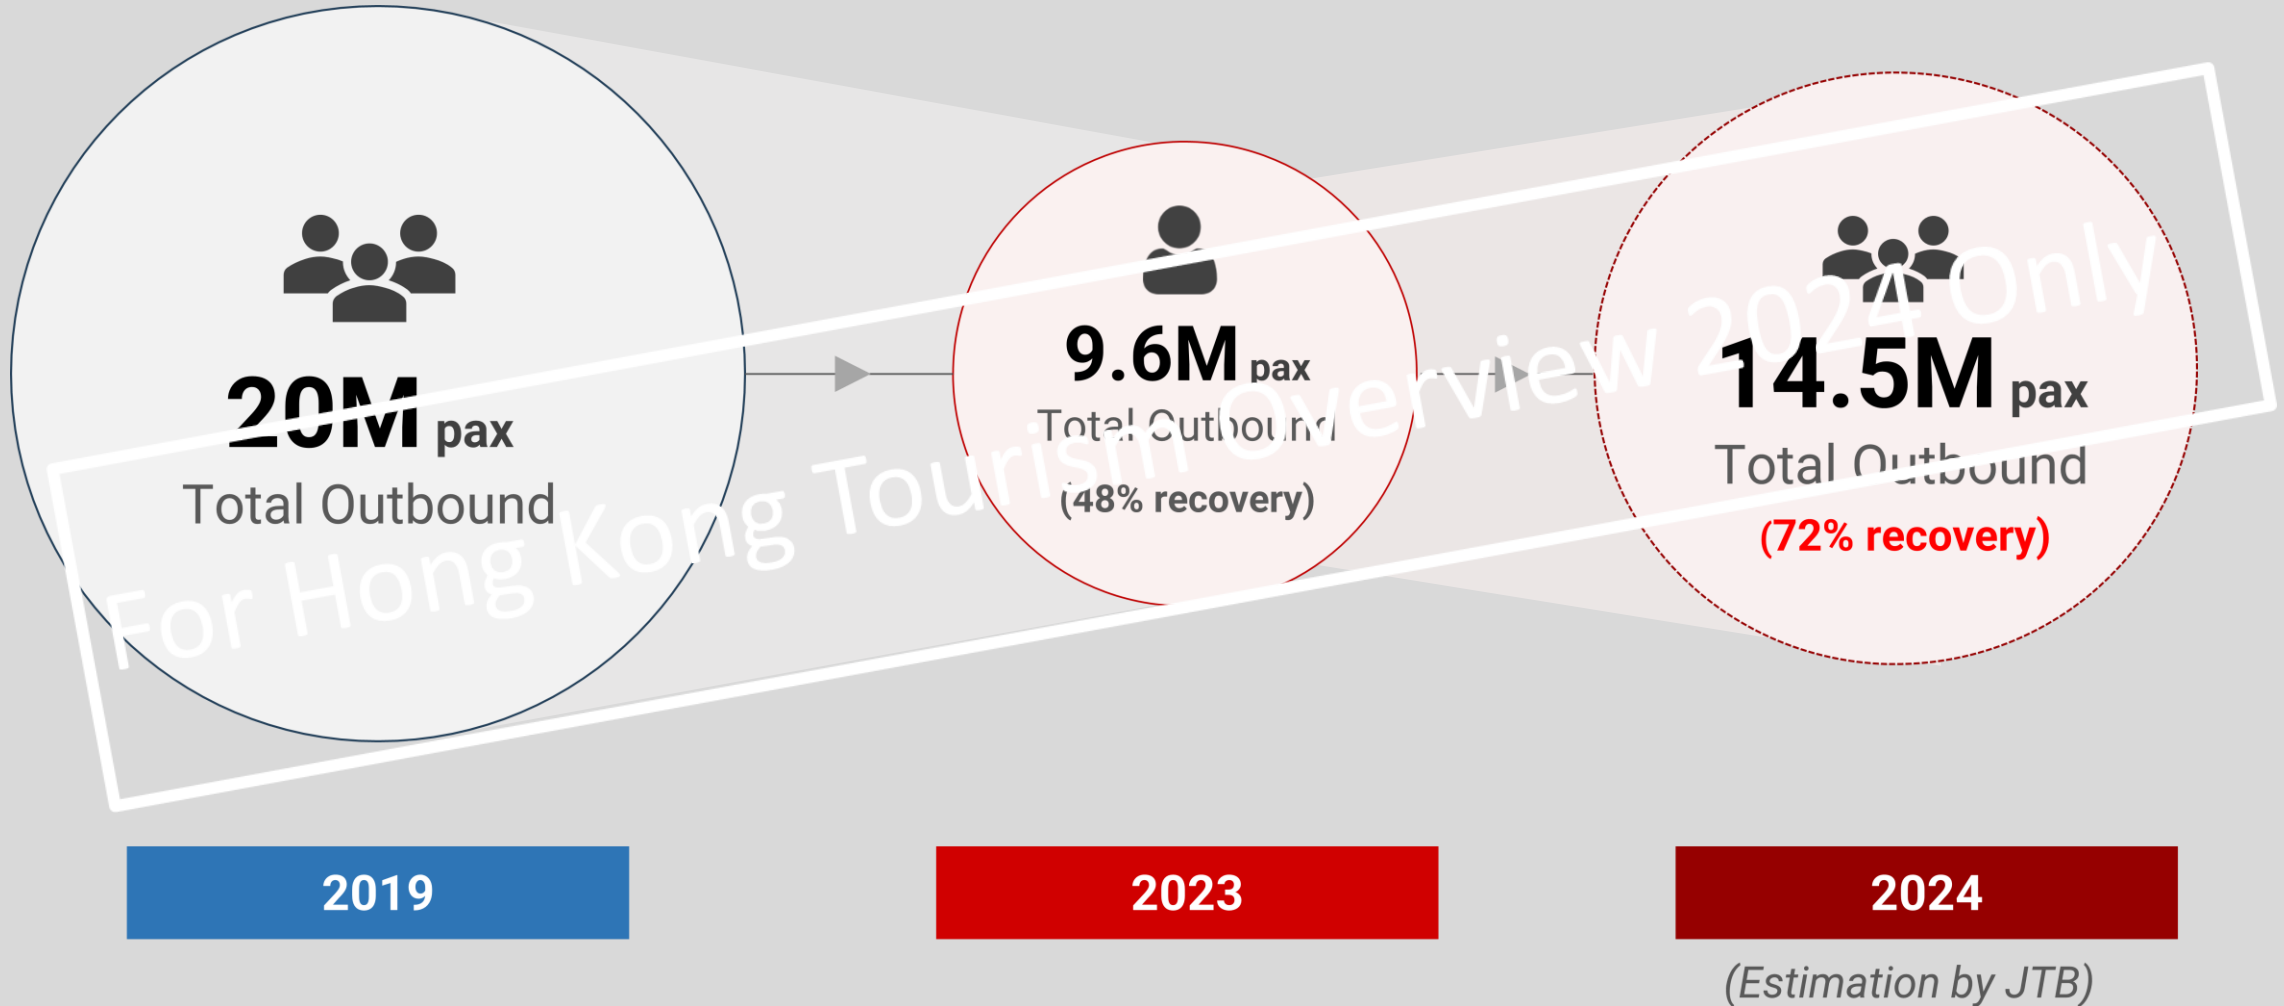 20M pax
Total Outbound
9.6M pax
Total Outbound
(48% recovery)
14.5M pax
Total Outbound
(72% recovery)
For Hong Kong Tourism Overview 2024 Only
2019
2023
2024
(Estimation by JTB)